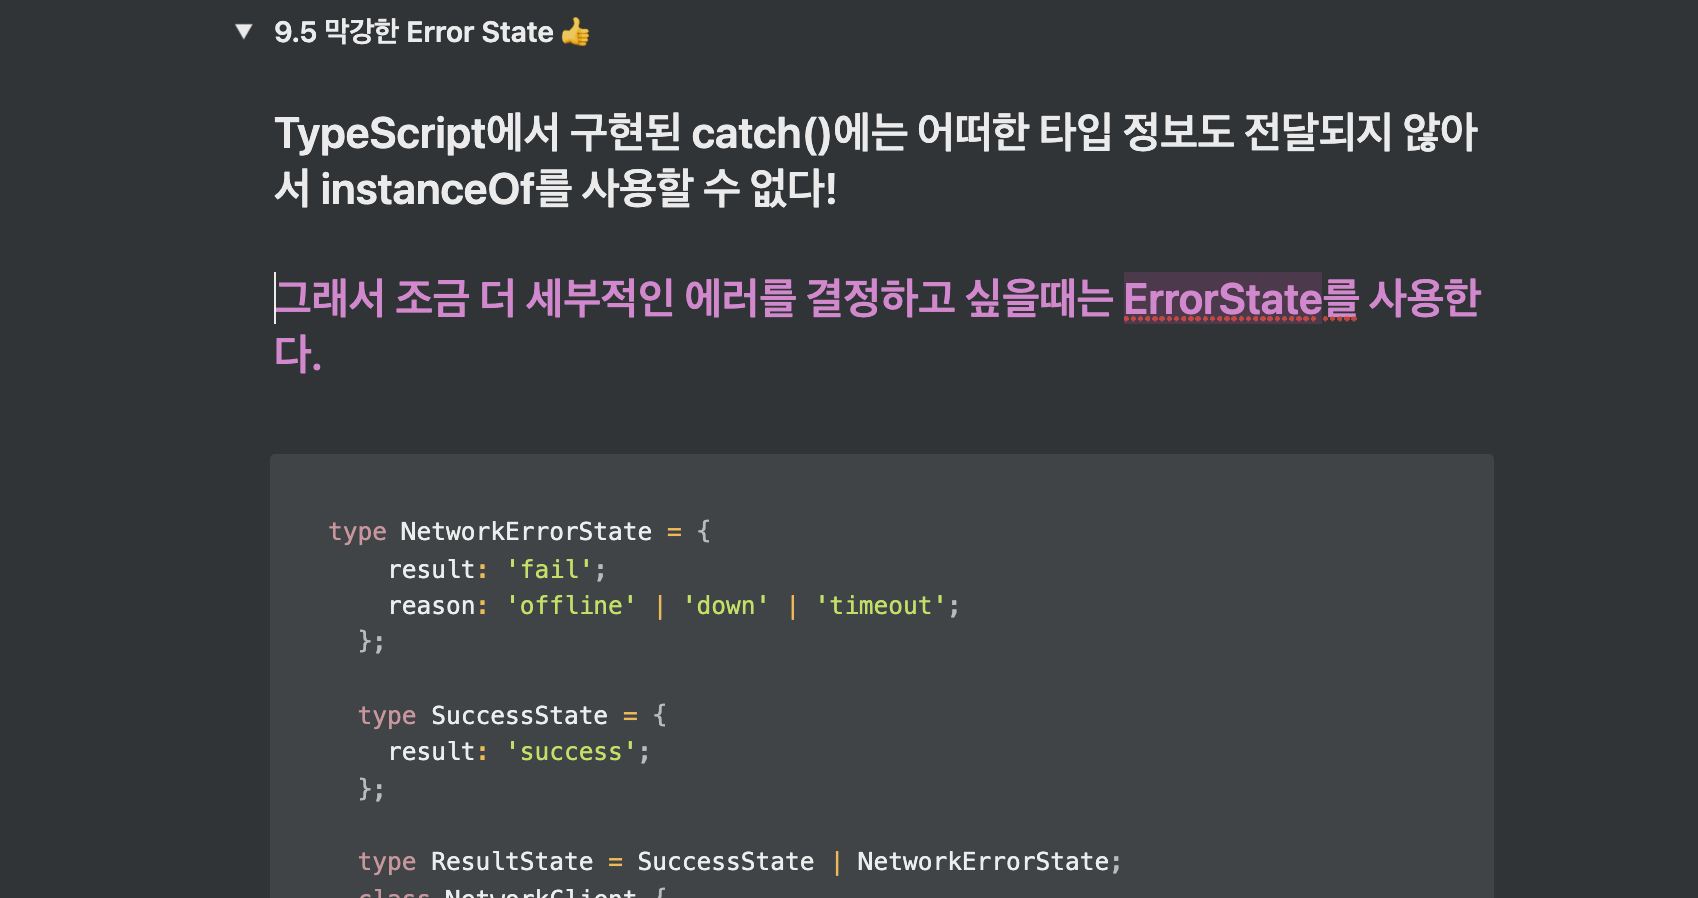 9.5 막강한 Error State 👍
TypeScript에서 구현된 catch()에는 어떠한 타입 정보도 전달되지 않아
서 instanceOf를 사용할 수 없다!
그래서 조금 더 세부적인 에러를 결정하고 싶을때는 ErrorState를 사용한
다.
type NetworkErrorState = {
result: 'fail';
reason: 'offline' | 'down' | 'timeout';
};
type SuccessState = {
result: 'success';
};
type ResultState = SuccessState | NetworkErrorState;
class NetworkClient {